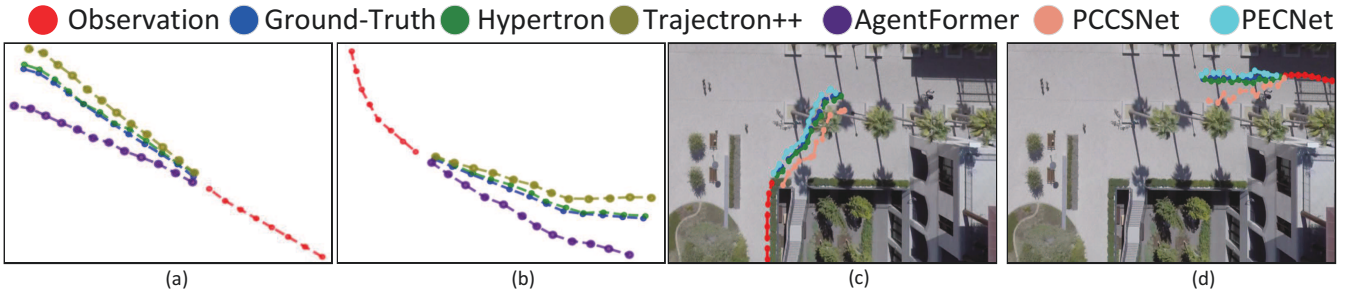 Observation Ground-Truth Hypertron Trajectron++ AgentFormer PCCSNet PECNet
(a) (b) (c) (d)